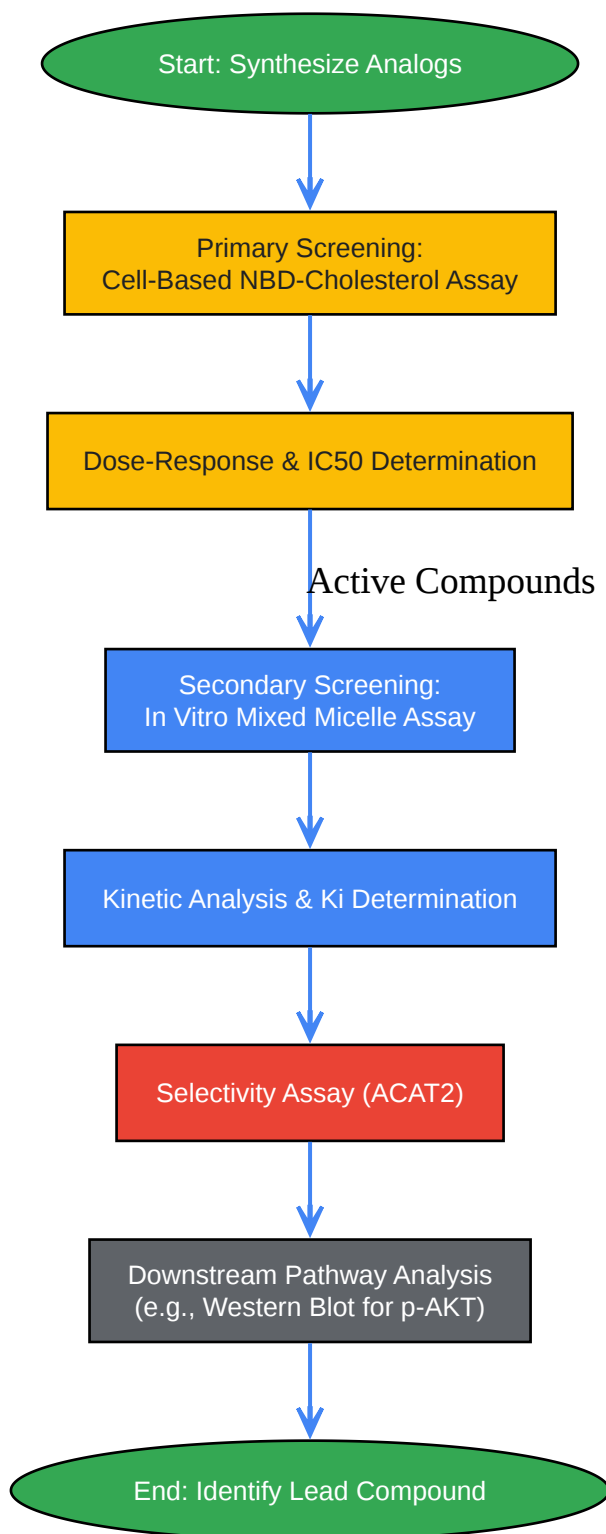 Start: Synthesize Analogs
Primary Screening:
Cell-Based NBD-Cholesterol Assay
Dose-Response & IC50 Determination
Active Compounds
Secondary Screening:
In Vitro Mixed Micelle Assay
Kinetic Analysis & Ki Determination
Selectivity Assay (ACAT2)
Downstream Pathway Analysis
(e.g., Western Blot for p-AKT)
End: Identify Lead Compound